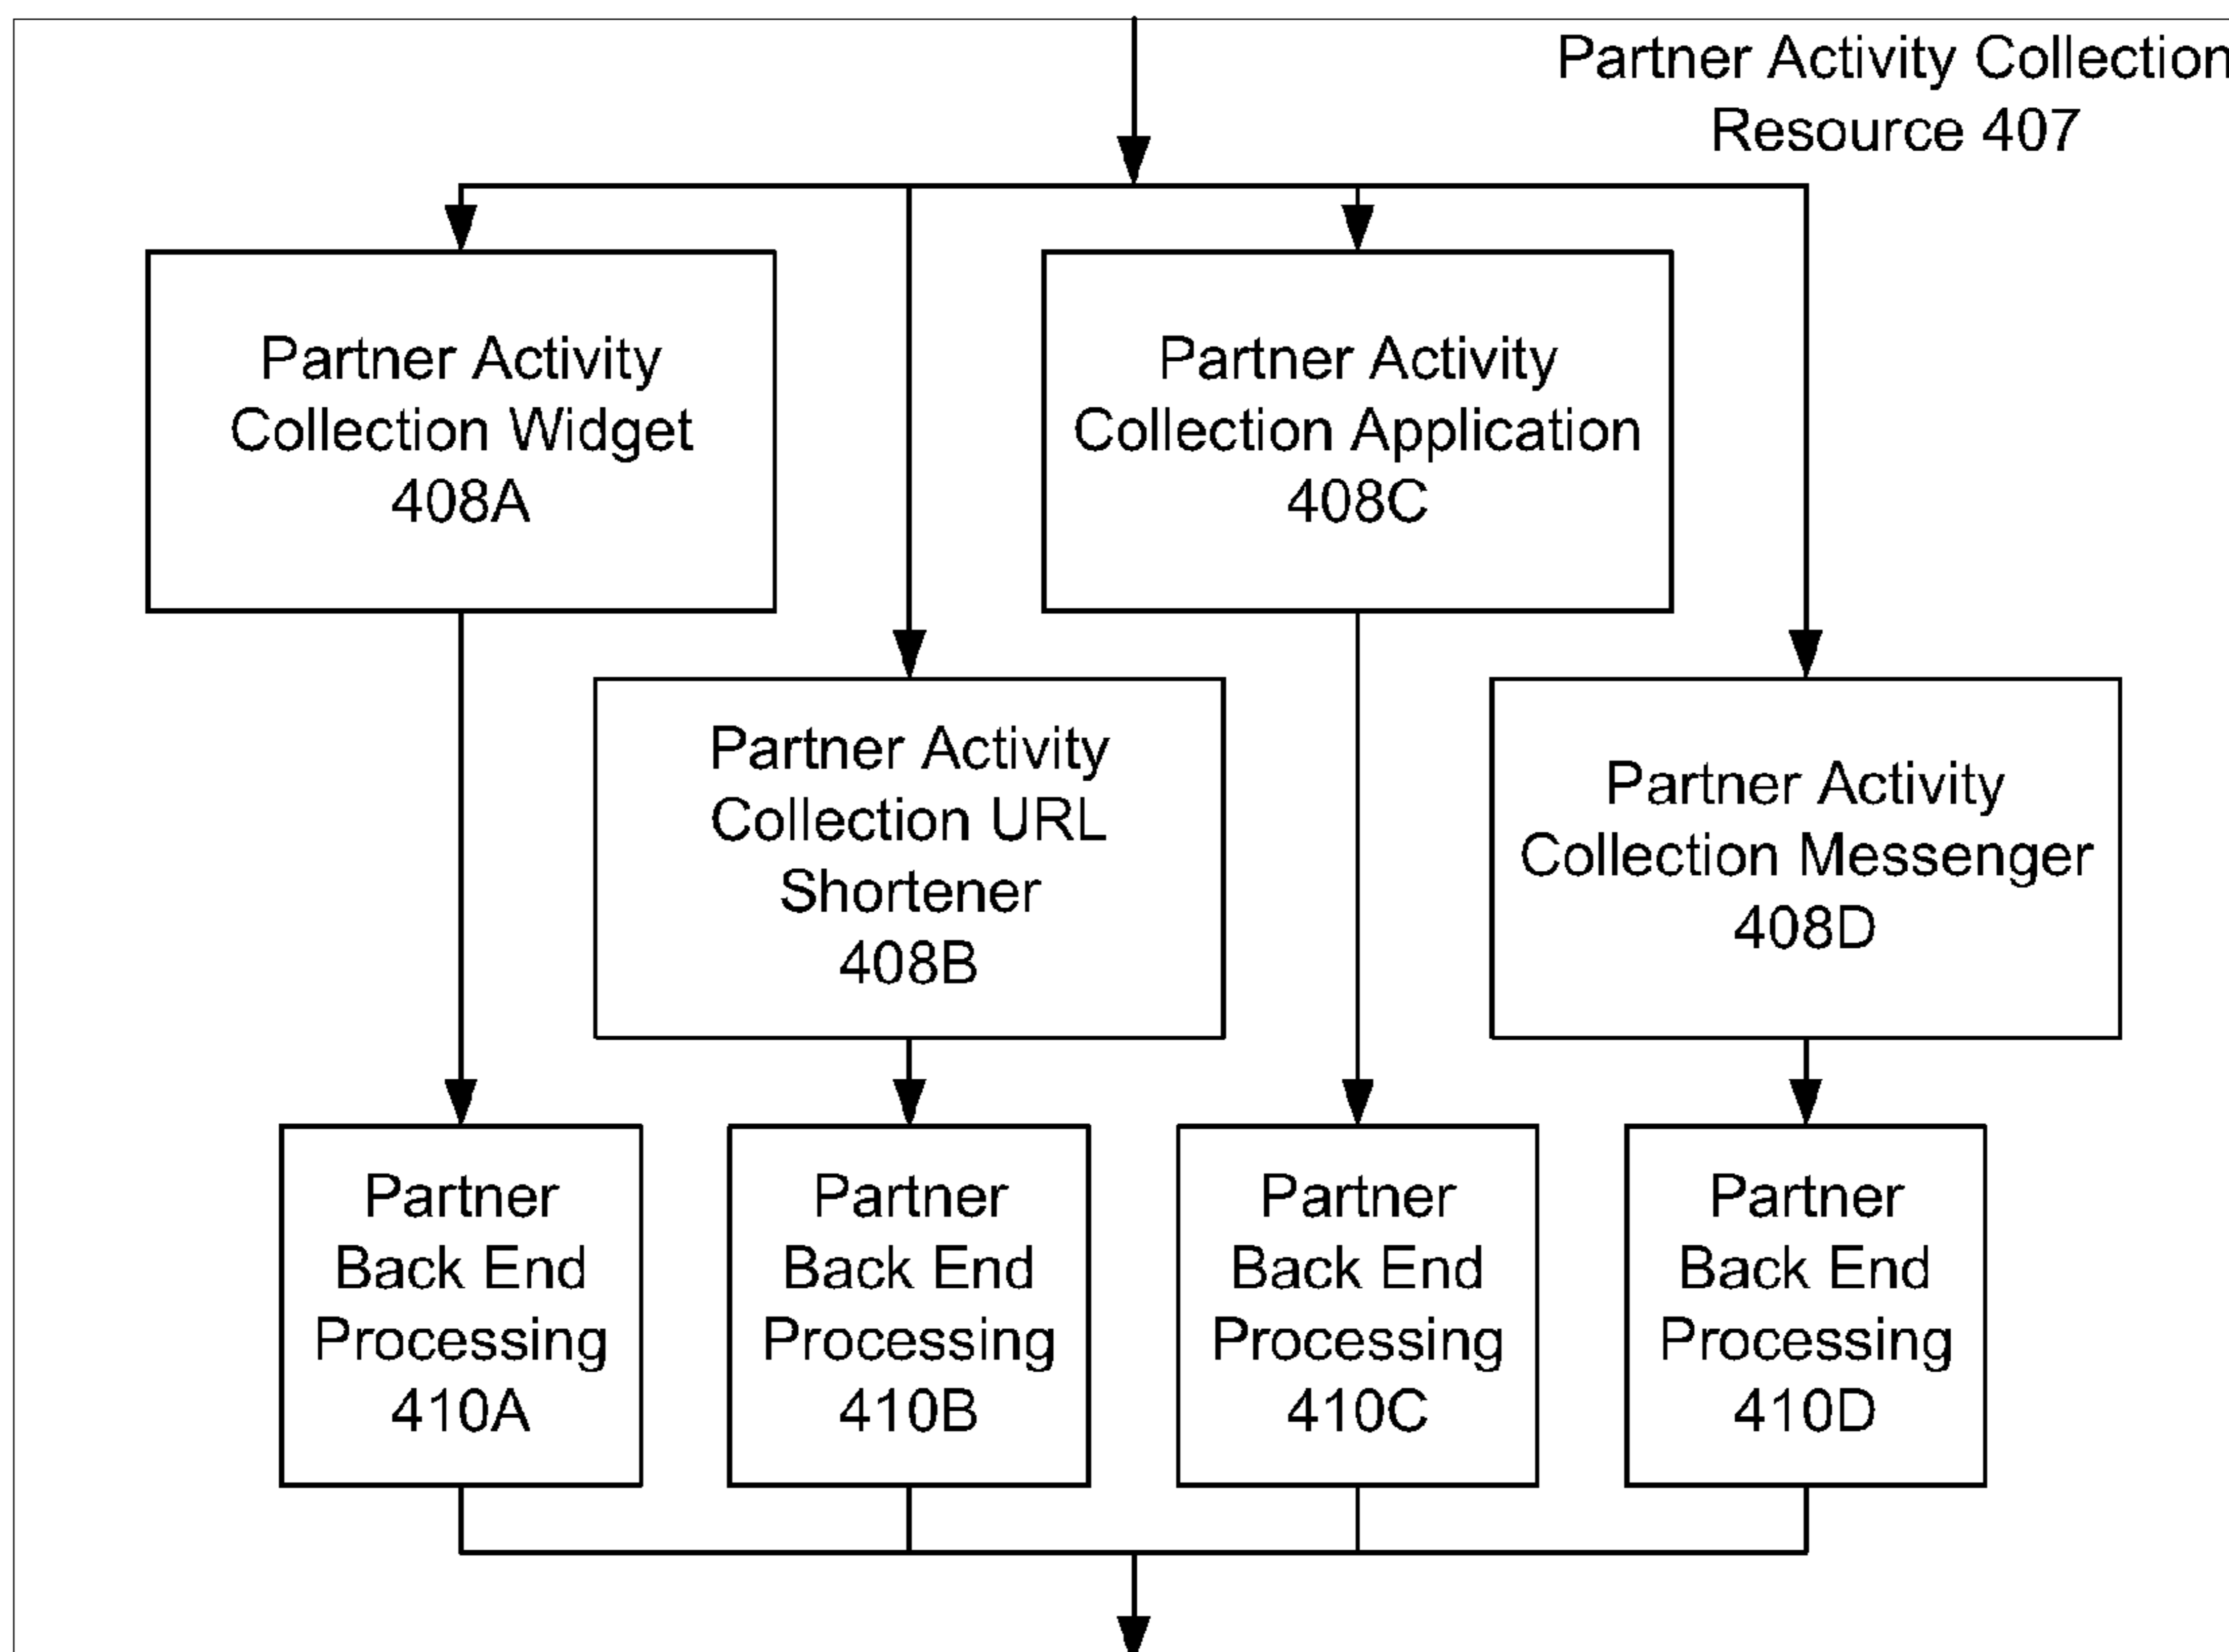 Partner Activity Collection
Resource 407
Partner Activity
Collection Widget
408A
Partner Activity
Collection Application
408C
Partner Activity
Collection URL
Shortener
408B
Partner Activity
Collection Messenger
408D
Partner
Back End
Processing
410A
Partner
Back End
Processing
410B
Partner
Back End
Processing
410C
Partner
Back End
Processing
410D